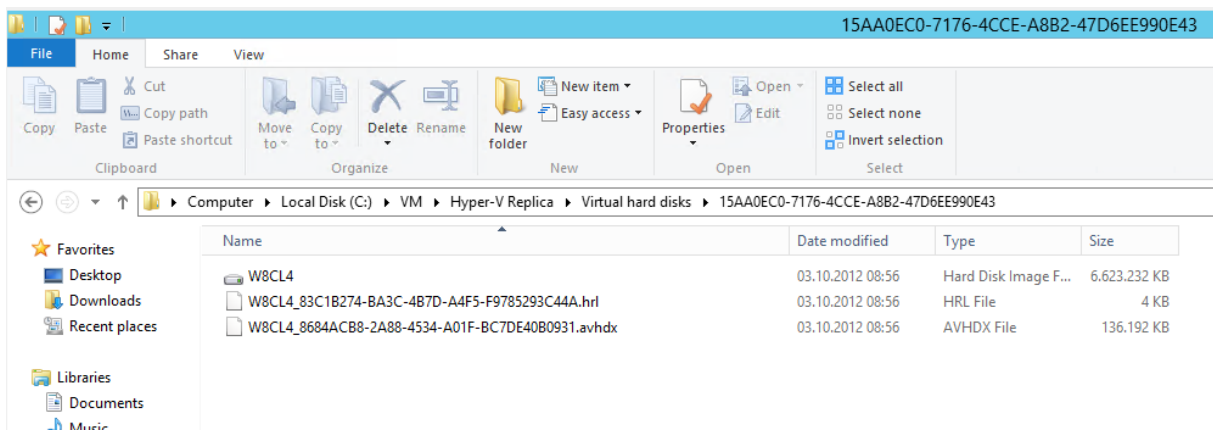 15AA0EC0-7176-4CCE-A8B2-47D6EE990E43
File Home Share View
Copy
Paste
Cut
Copy path
Paste shortcut
Clipboard
Move to
Copy to
Delete
Rename
Organize
New folder
New item
Easy access
New
Properties
Open
Edit
Open
Select all
Select none
Invert selection
Select
Computer Local Disk (C:) VM Hyper-V Replica Virtual hard disks 15AA0EC0-7176-4CCE-A8B2-47D6EE990E43
Favorites
Desktop
Downloads
Recent places
Libraries
Documents
Music
Name Date modified Type Size
W8CL4 03.10.2012 08:56 Hard Disk Image F... 6.623.232 KB
W8CL4_83C1B274-BA3C-4B7D-A4F5-F9785293C44A.hrl 03.10.2012 08:56 HRL File 4 KB
W8CL4_8684ACB8-2A88-4534-A01F-BC7DE40B0931.avhdx 03.10.2012 08:56 AVHDX File 136.192 KB